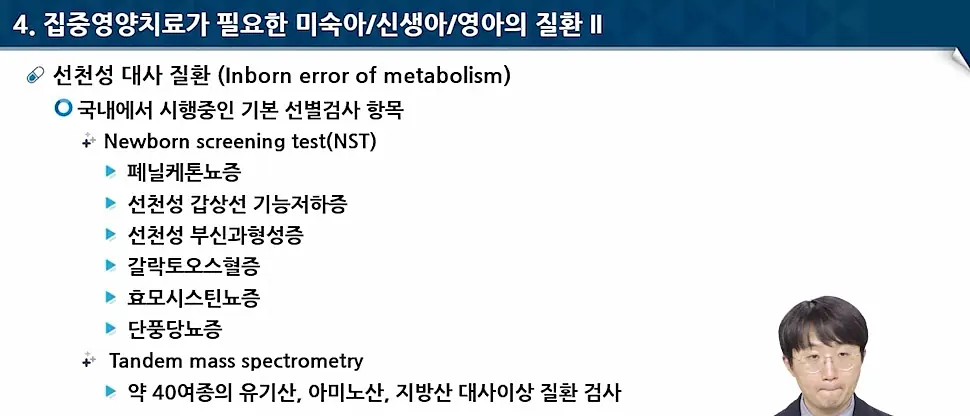 4. 집중영양치료가 필요한 미숙아/신생아/영아의 질환 II
선천성 대사 질환 (Inborn error of metabolism)
국내에서 시행중인 기본 선별검사 항목
Newborn screening test(NST)
페닐케톤뇨증
선천성 갑상선 기능저하증
선천성 부신과형성증
갈락토오스혈증
효모시스틴뇨증
단풍당뇨증
Tandem mass spectrometry
약 40여종의 유기산, 아미노산, 지방산 대사이상 질환 검사